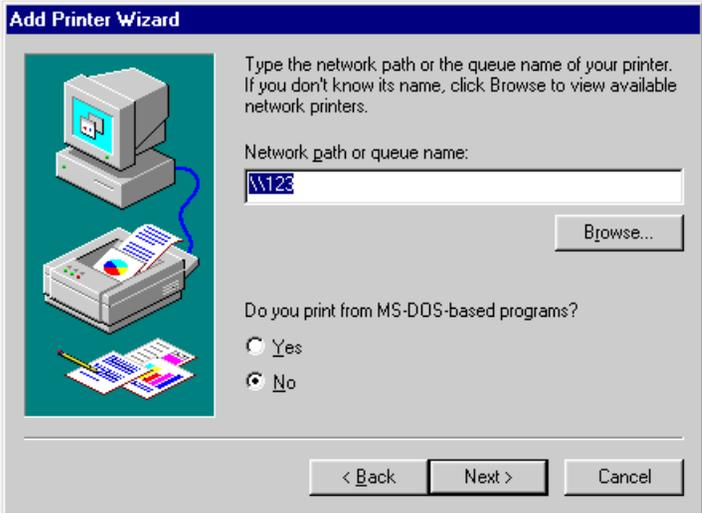 Add Printer Wizard
Type the network path or the queue name of your printer.
If you don't know its name, click Browse to view available
network printers.
Network path or queue name:
\\123
Browse...
Do you print from MS-DOS-based programs?
Yes
No
< Back
Next >
Cancel